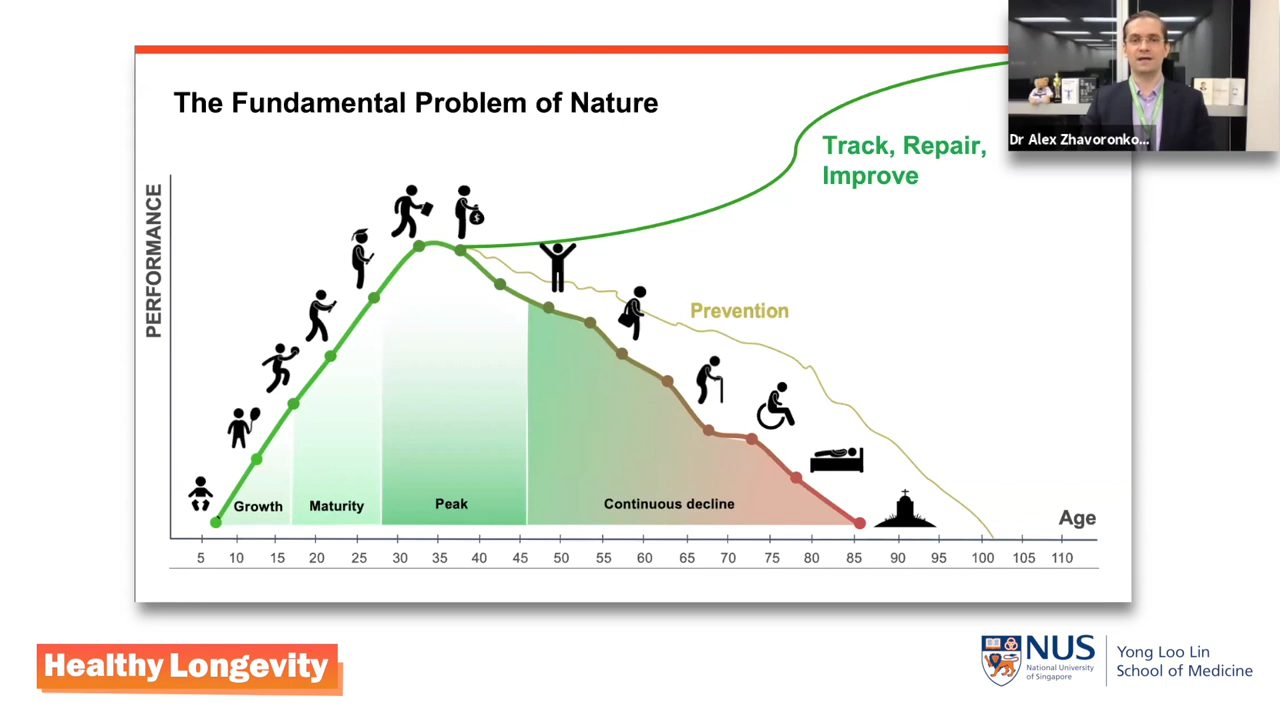 The Fundamental Problem of Nature
Dr Alex Zhavoronko...
Track, Repair,
Improve
PERFORMANCE
Prevention
Growth
Maturity
Peak
Continuous decline
Age
5 10 15 20 25 30 35 40 45 50 55 60 65 70 75 80 85 90 95 100 105 110
Healthy Longevity
NUS
National University
of Singapore
Yong Loo Lin
School of Medicine